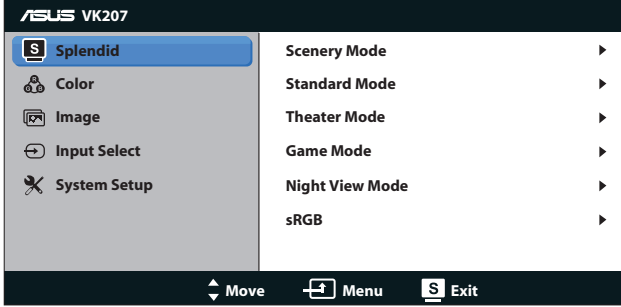 ASUS VK207
S Splendid
Color
Image
Input Select
System Setup
Scenery Mode
Standard Mode
Theater Mode
Game Mode
Night View Mode
sRGB
Move Menu S Exit